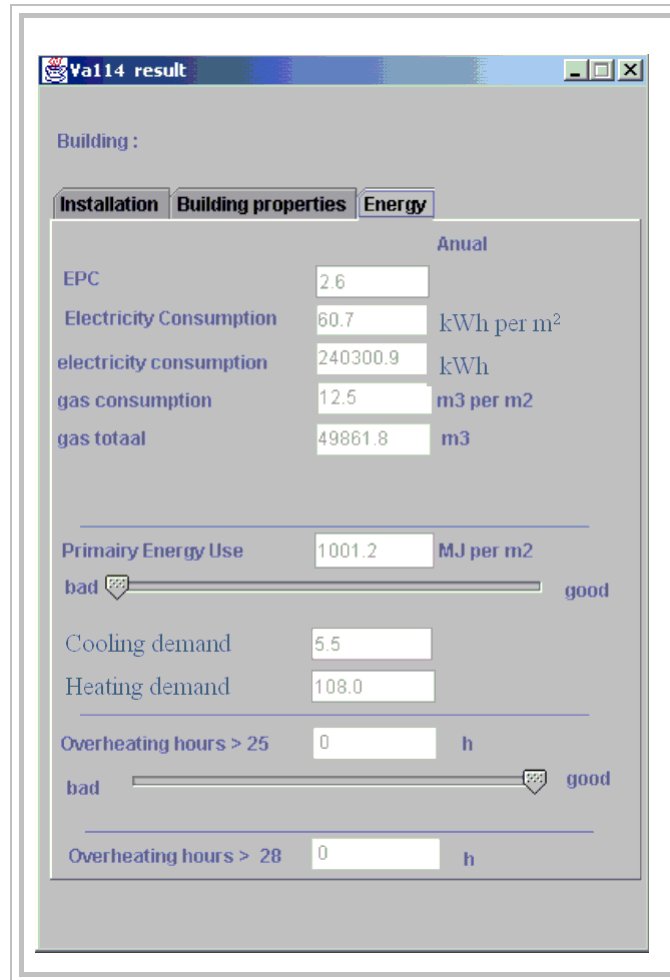 Va114 result
Building :
Installation Building properties Energy
Anual
EPC 2.6
Electricity Consumption 60.7 kWh per m²
electricity consumption 240300.9 kWh
gas consumption 12.5 m3 per m2
gas totaal 49861.8 m3
Primairy Energy Use 1001.2 MJ per m2
bad good
Cooling demand 5.5
Heating demand 108.0
Overheating hours > 25 0 h
bad good
Overheating hours > 28 0 h